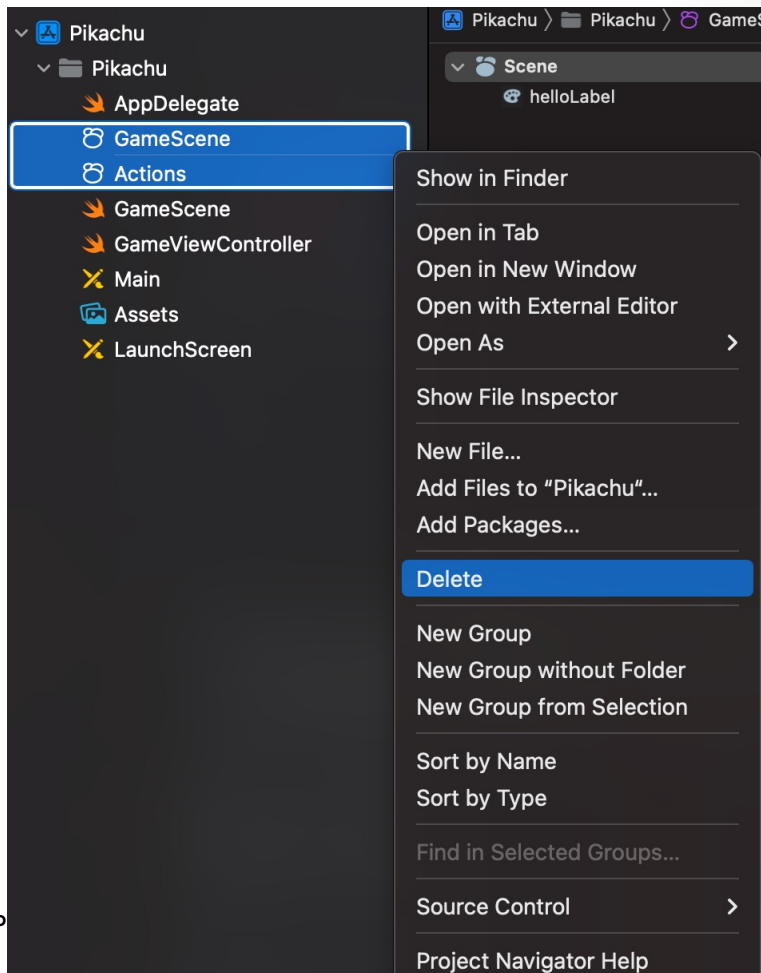 Pikachu
Pikachu
AppDelegate
GameScene
Actions
GameScene
GameViewController
Main
Assets
LaunchScreen
Pikachu 〉 Pikachu 〉 Game
Scene
helloLabel
Show in Finder
Open in Tab
Open in New Window
Open with External Editor
Open As
Show File Inspector
New File...
Add Files to “Pikachu“...
Add Packages...
Delete
New Group
New Group without Folder
New Group from Selection
Sort by Name
Sort by Type
Find in Selected Groups...
Source Control
Project Navigator Help